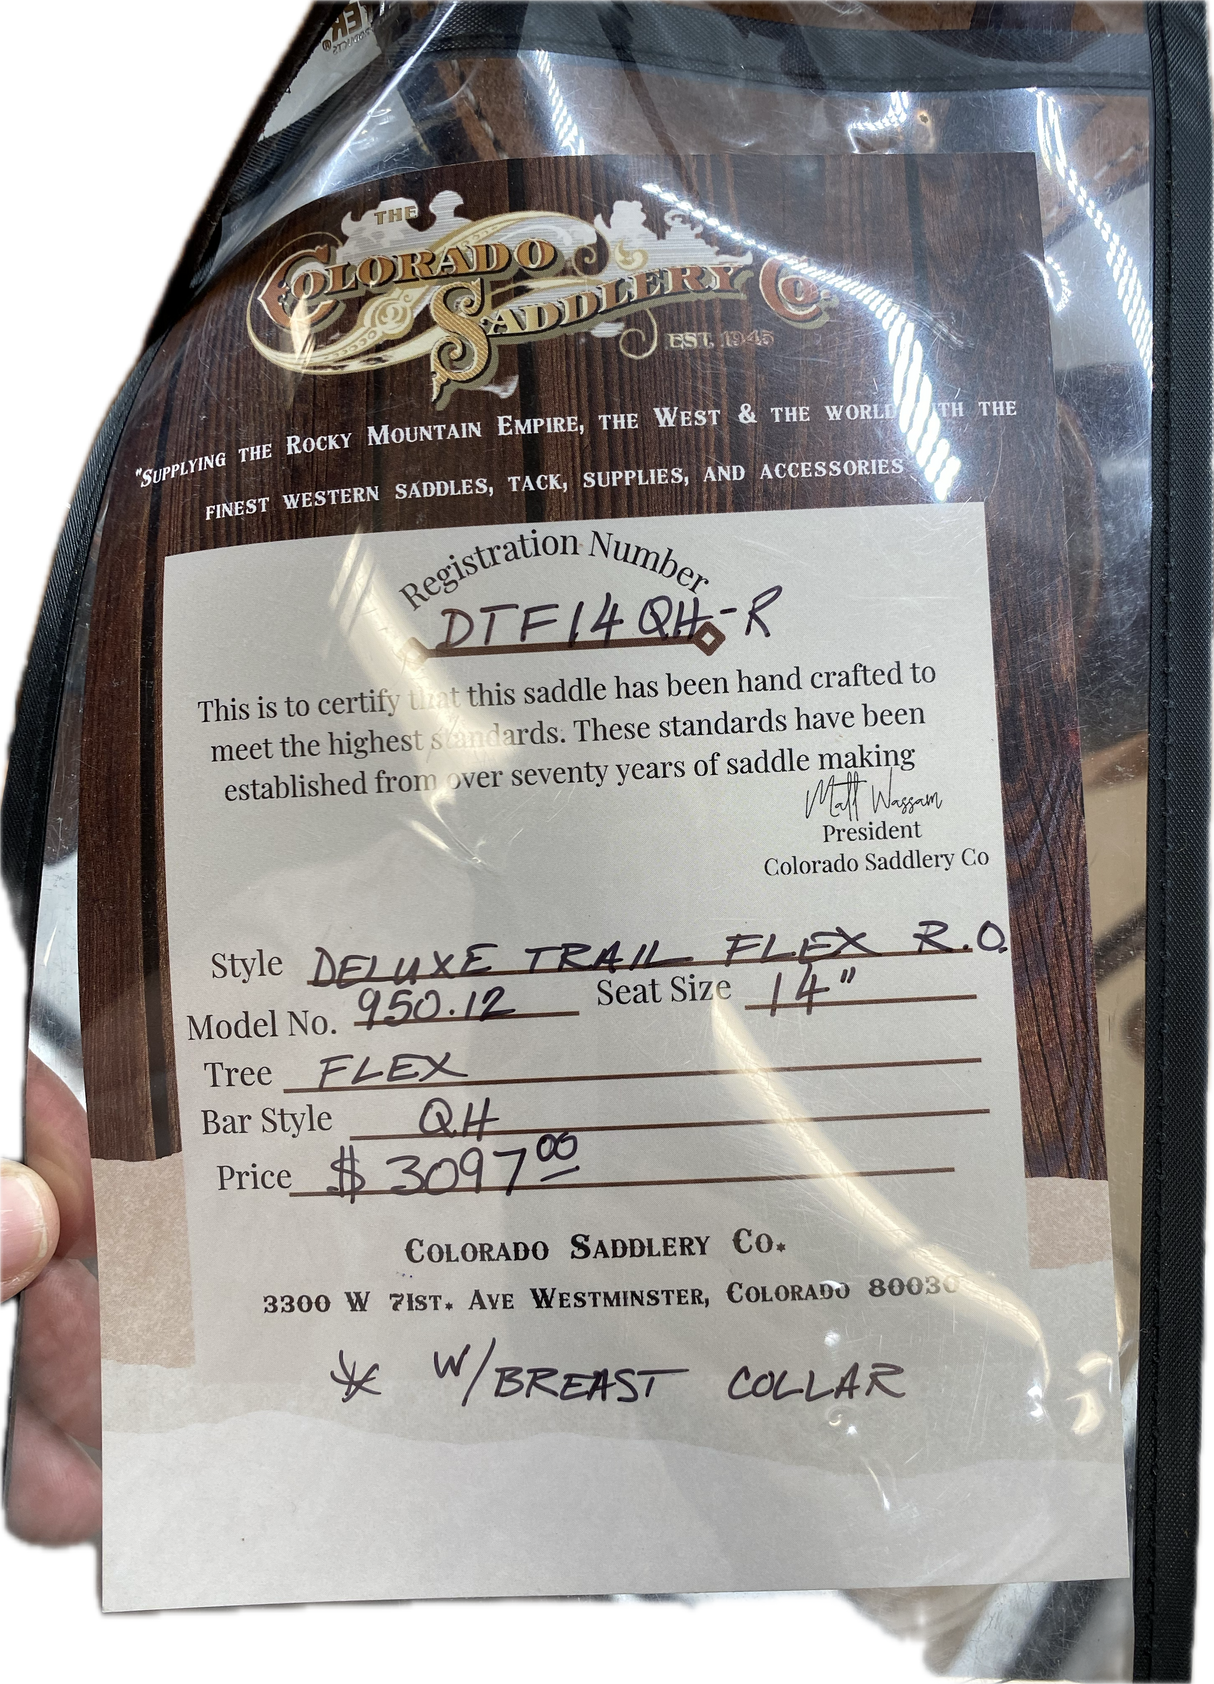 THE
COLORADO
SADDLERY CO.
EST. 1945
"SUPPLYING THE ROCKY MOUNTAIN EMPIRE, THE WEST & THE WORLD WITH THE
FINEST WESTERN SADDLES, TACK, SUPPLIES, AND ACCESSORIES
Registration Number
DTF14QH-R
This is to certify that this saddle has been hand crafted to
meet the highest standards. These standards have been
established from over seventy years of saddle making
Matt Wassam
President
Colorado Saddlery Co
Style DELUXE TRAIL FLEX R.O.
Model No. 950.12 Seat Size 14"
Tree FLEX
Bar Style QH
Price $ 3097 00
COLORADO SADDLERY CO.
3300 W 71ST. AVE WESTMINSTER, COLORADO 80030
* W/BREAST COLLAR